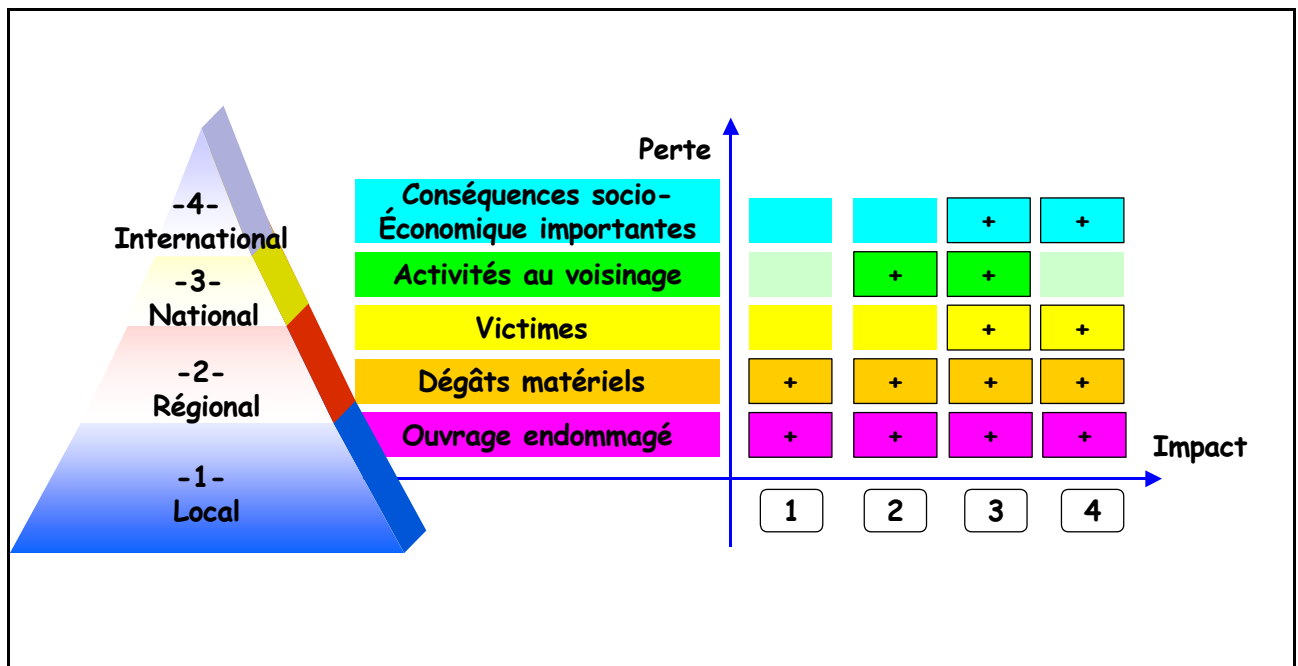 -4-
International
-3-
National
-2-
Régional
-1-
Local
Perte
Conséquences socio-
Économique importantes
+ +
Activités au voisinage
+ +
Victimes
+ +
Dégâts matériels
+ + + +
Ouvrage endommagé
+ + + +
Impact
1 2 3 4